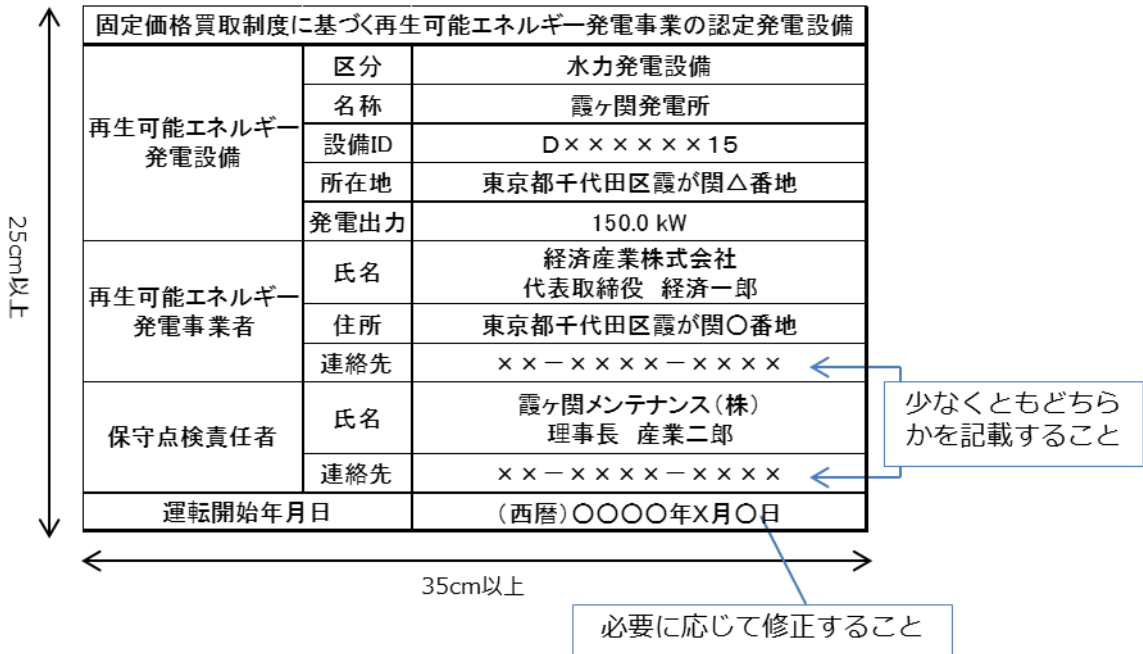 固定価格買取制度に基づく再生可能エネルギー発電事業の認定発電設備
再生可能エネルギー
発電設備
区分
水力発電設備
名称
霞ヶ関発電所
設備ID
D××××××15
所在地
東京都千代田区霞が関△番地
発電出力
150.0 kW
再生可能エネルギー
発電事業者
氏名
経済産業株式会社
代表取締役 経済一郎
住所
東京都千代田区霞が関〇番地
連絡先
××－××××－××××
保守点検責任者
氏名
霞ヶ関メンテナンス（株）
理事長 産業二郎
連絡先
××－××××－××××
運転開始年月日
（西暦）〇〇〇〇年X月〇日
25cm以上
35cm以上
少なくともどちら
かを記載すること
必要に応じて修正すること